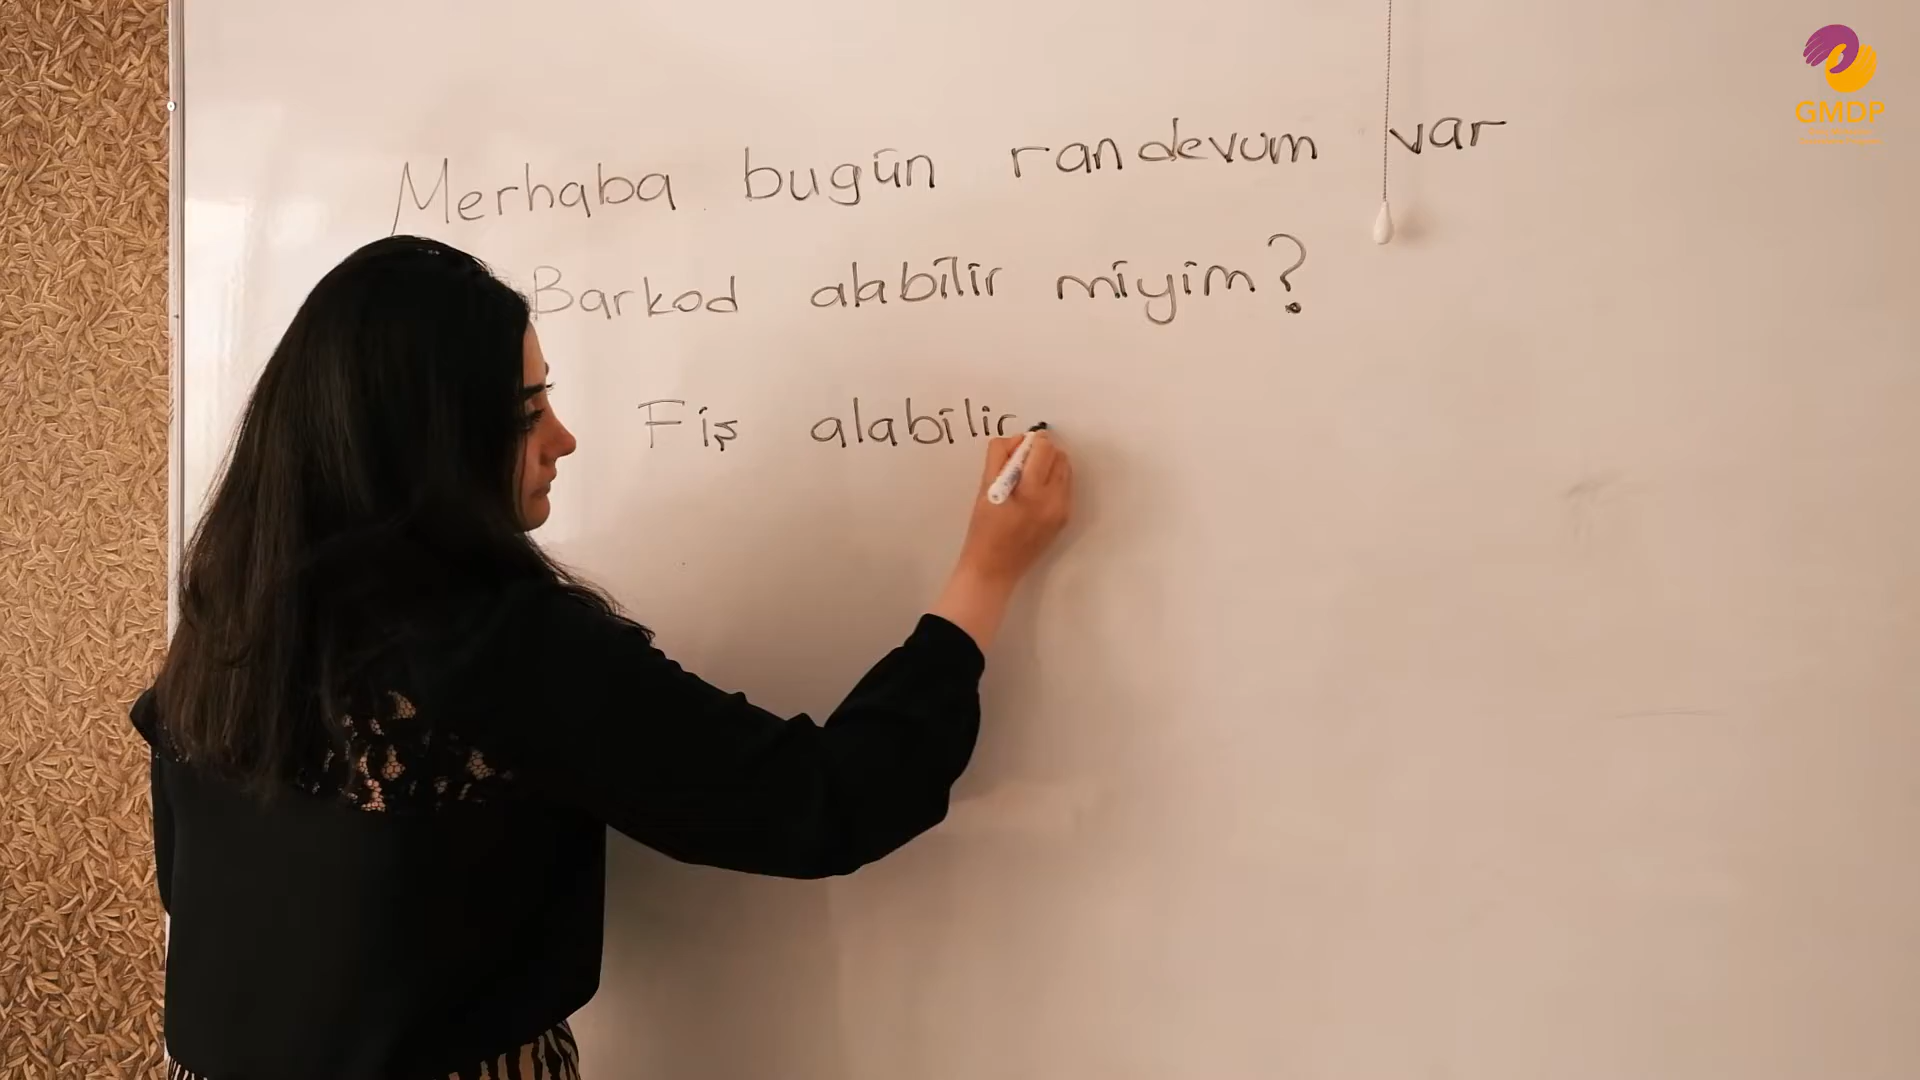 GMDP
Merhaba bugün randevum var
Barkod alabilir miyim?
Fiş alabilir